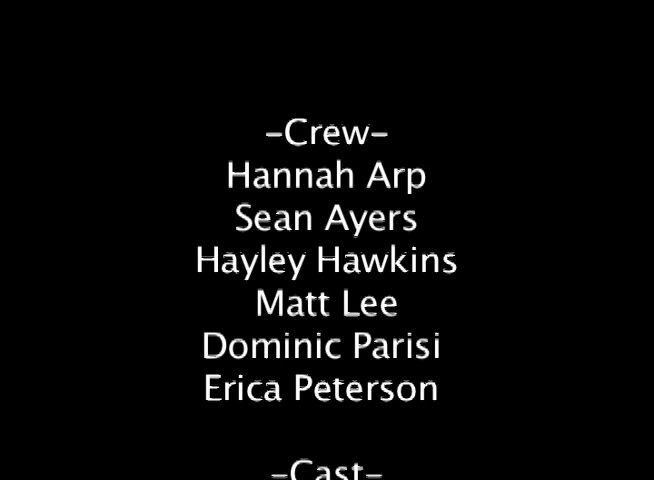 -Crew-
Hannah Arp
Sean Ayers
Hayley Hawkins
Matt Lee
Dominic Parisi
Erica Peterson
-Cast-